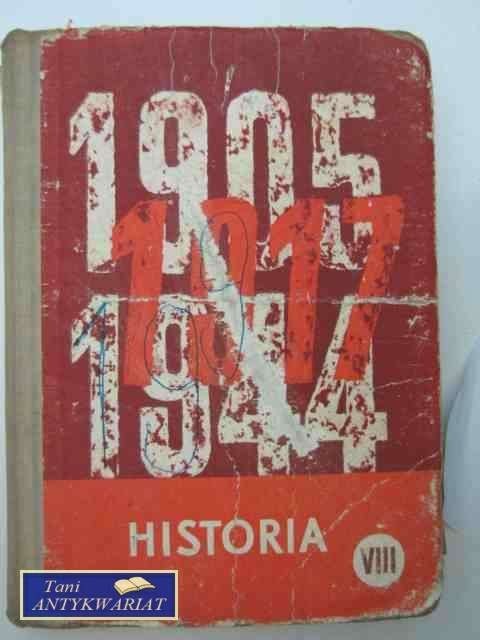 1905
1917
1944
HISTORIA
VIII
Tani
ANTYKWARIAT